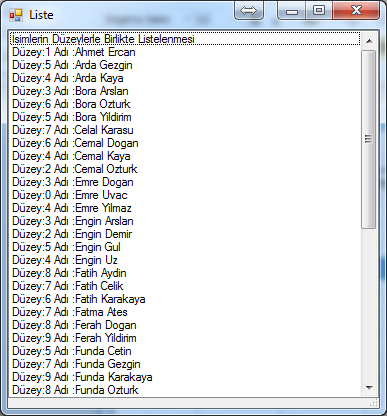 Liste
İsimlerin Düzeylerle Birlikte Listelenmesi
Düzey:1 Adı :Ahmet Ercan
Düzey:5 Adı :Arda Gezgin
Düzey:4 Adı :Arda Kaya
Düzey:3 Adı :Bora Arslan
Düzey:6 Adı :Bora Ozturk
Düzey:5 Adı :Bora Yildirim
Düzey:7 Adı :Celal Karasu
Düzey:6 Adı :Cemal Dogan
Düzey:4 Adı :Cemal Kaya
Düzey:2 Adı :Cemal Ozturk
Düzey:3 Adı :Emre Dogan
Düzey:0 Adı :Emre Uvac
Düzey:4 Adı :Emre Yilmaz
Düzey:3 Adı :Engin Arslan
Düzey:2 Adı :Engin Demir
Düzey:5 Adı :Engin Gul
Düzey:4 Adı :Engin Uz
Düzey:8 Adı :Fatih Aydin
Düzey:7 Adı :Fatih Celik
Düzey:6 Adı :Fatih Karakaya
Düzey:7 Adı :Fatma Ates
Düzey:8 Adı :Ferah Dogan
Düzey:9 Adı :Ferah Yildirim
Düzey:5 Adı :Funda Cetin
Düzey:7 Adı :Funda Gezgin
Düzey:9 Adı :Funda Karakaya
Düzey:8 Adı :Funda Ozturk